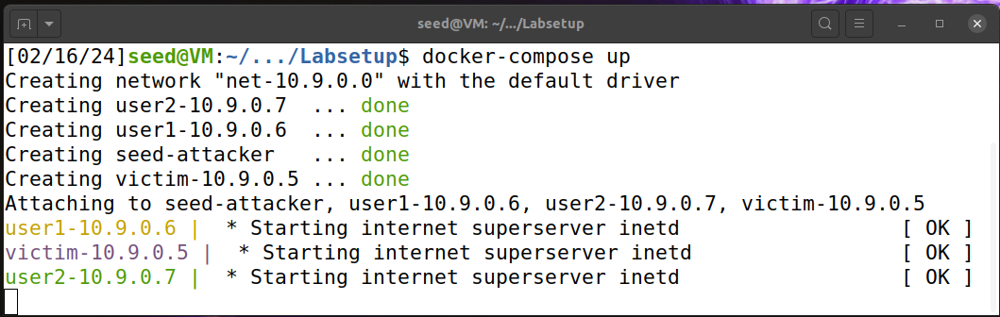 seed@VM: ~/.../Labsetup
[02/16/24]seed@VM:~/.../Labsetup$ docker-compose up
Creating network "net-10.9.0.0" with the default driver
Creating user2-10.9.0.7  ... done
Creating user1-10.9.0.6  ... done
Creating seed-attacker   ... done
Creating victim-10.9.0.5 ... done
Attaching to seed-attacker, user1-10.9.0.6, user2-10.9.0.7, victim-10.9.0.5
user1-10.9.0.6 |  * Starting internet superserver inetd                  [ OK ]
victim-10.9.0.5 |  * Starting internet superserver inetd                 [ OK ]
user2-10.9.0.7 |  * Starting internet superserver inetd                  [ OK ]